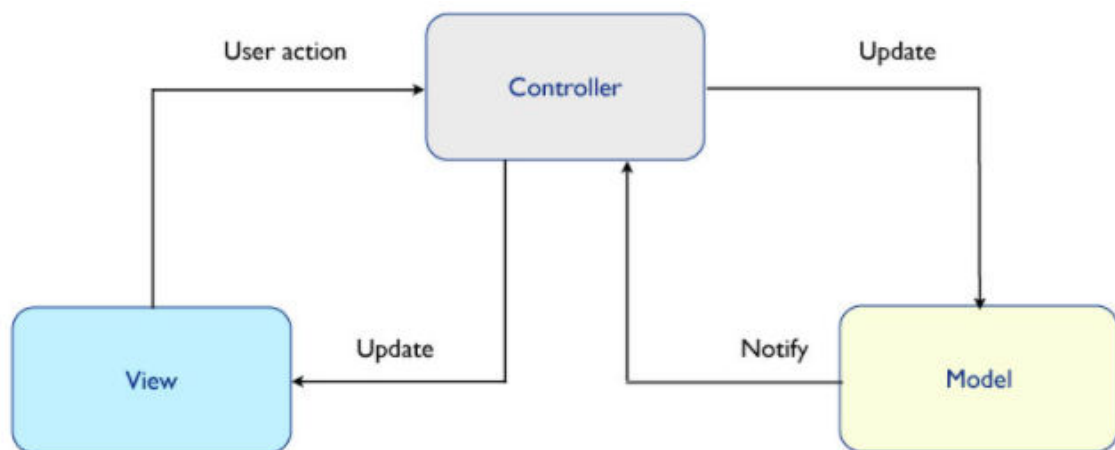 User action
Controller
Update
View
Update
Notify
Model